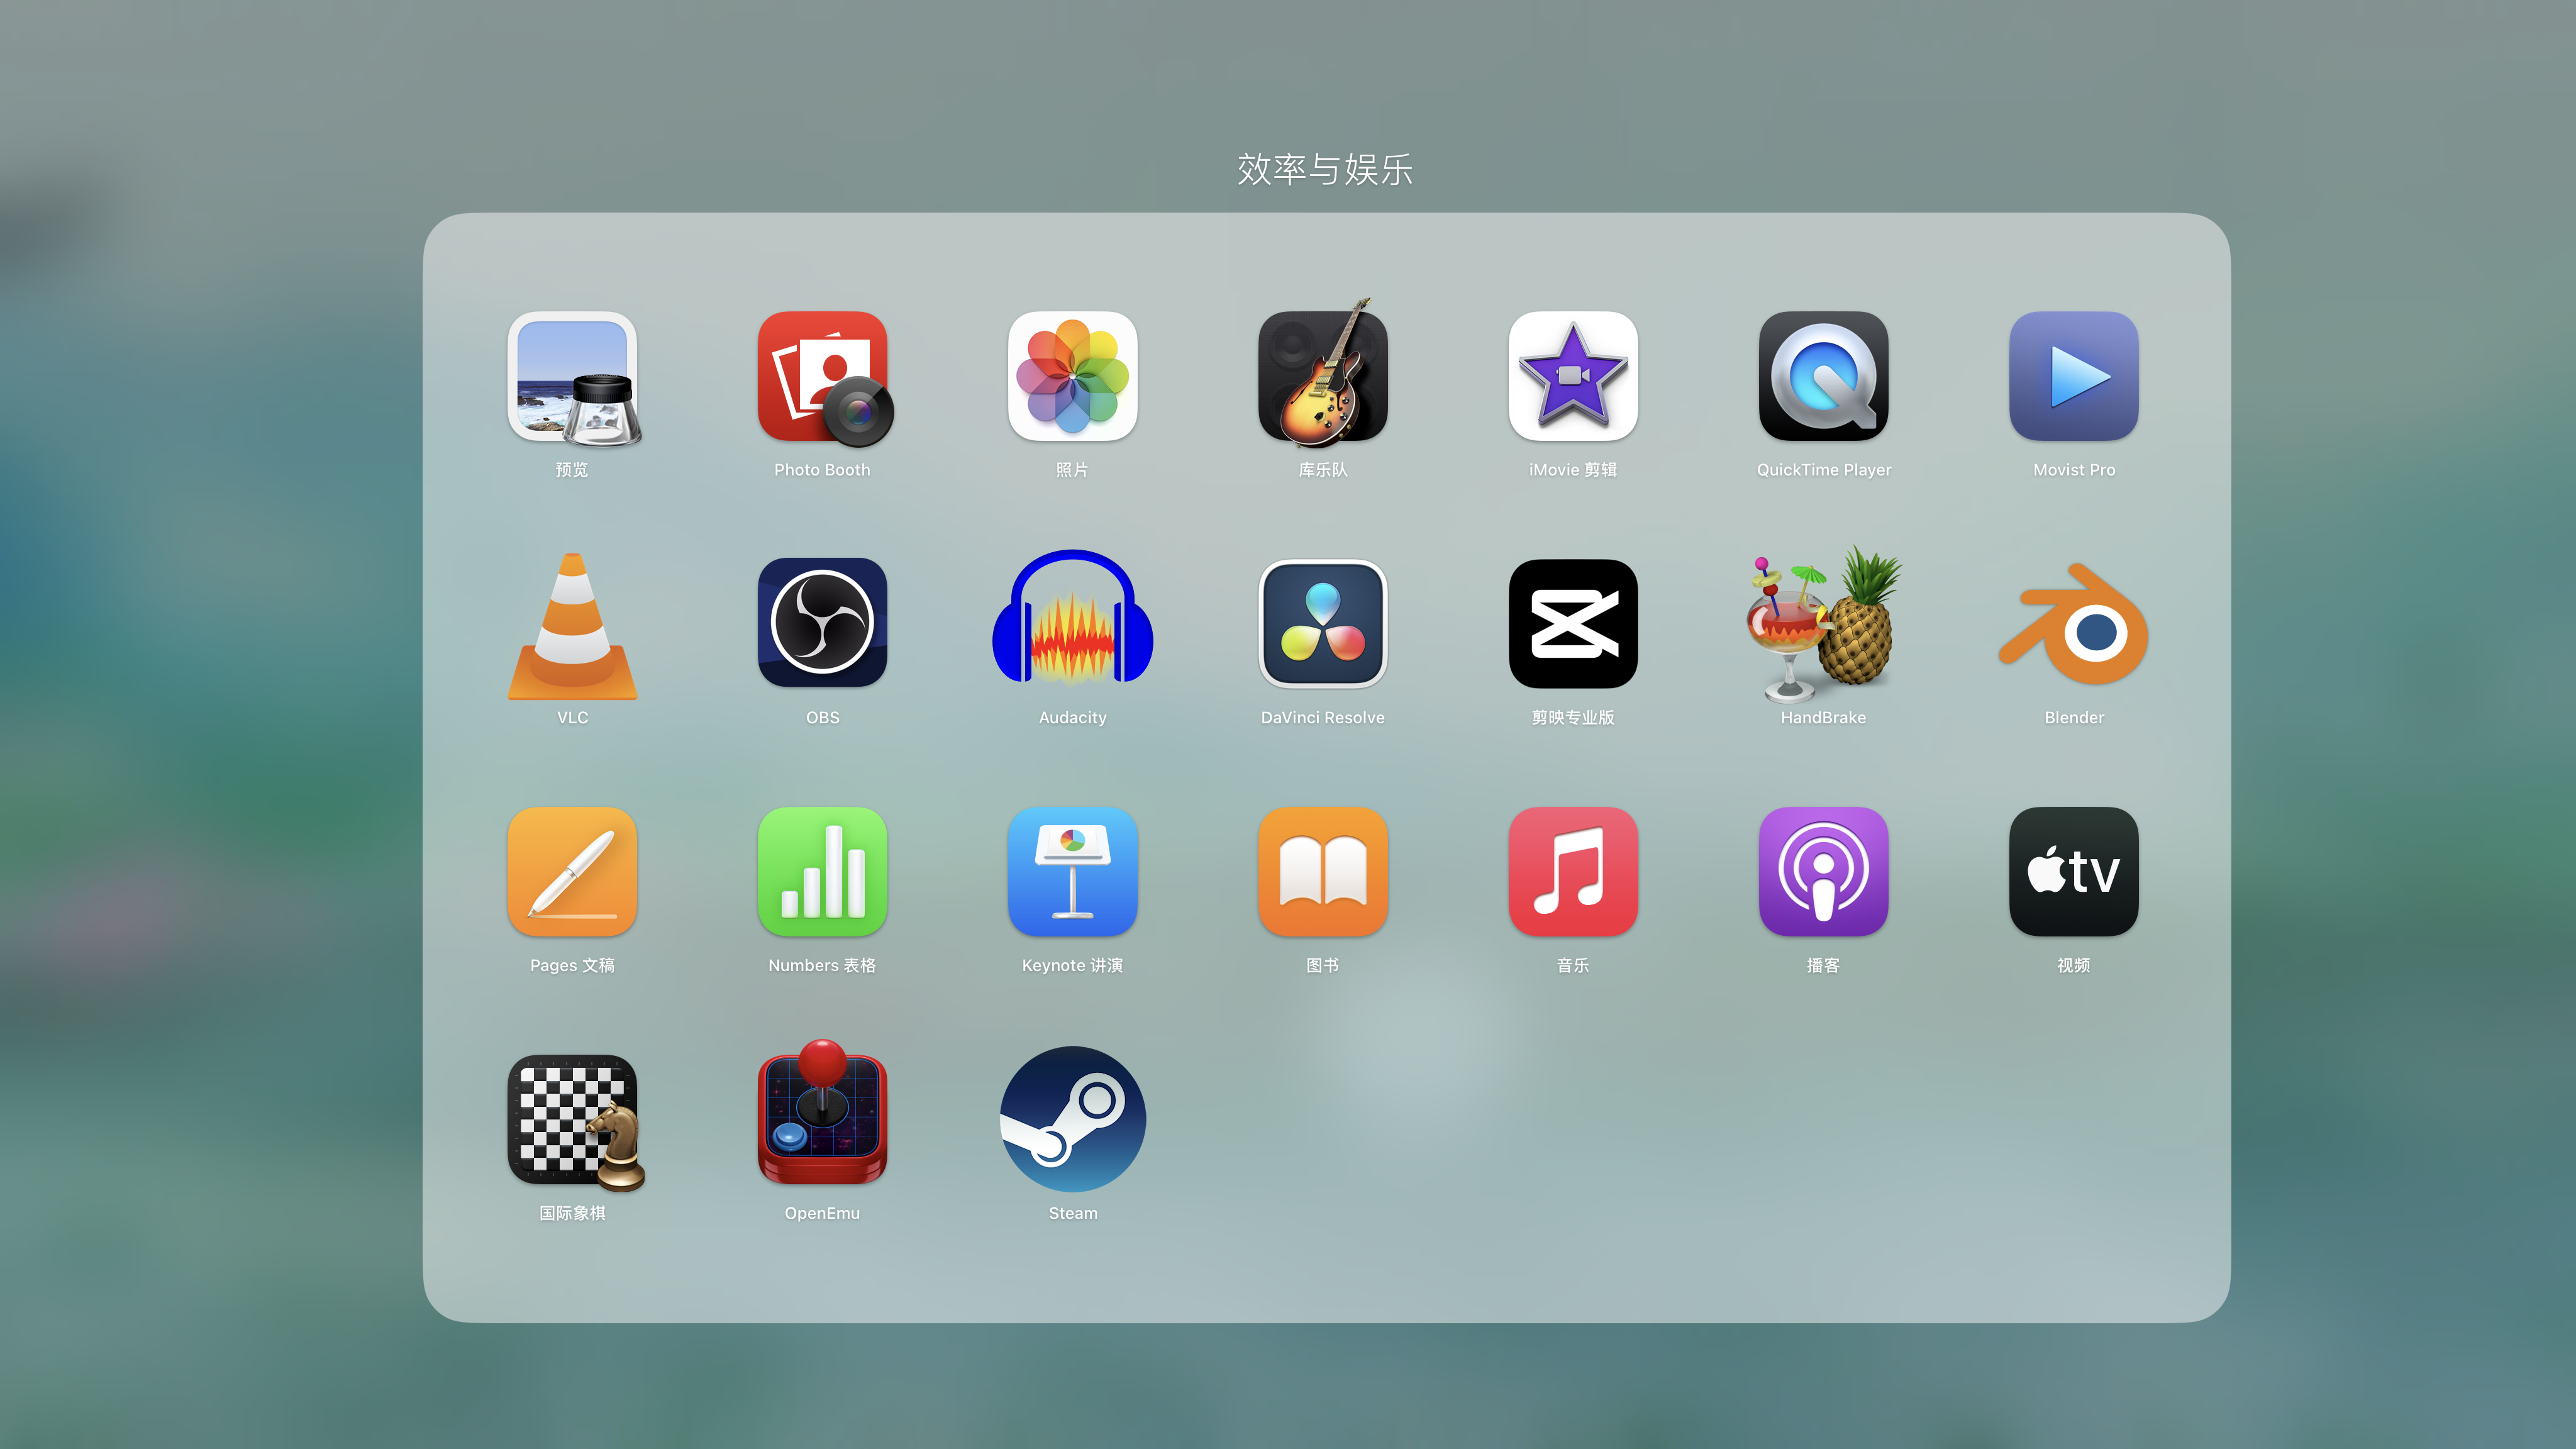 效率与娱乐
预览
Photo Booth
照片
库乐队
iMovie 剪辑
QuickTime Player
Movist Pro
VLC
OBS
Audacity
DaVinci Resolve
剪映专业版
HandBrake
Blender
tv
Pages 文稿
Numbers 表格
Keynote 讲演
图书
音乐
播客
视频
国际象棋
OpenEmu
Steam